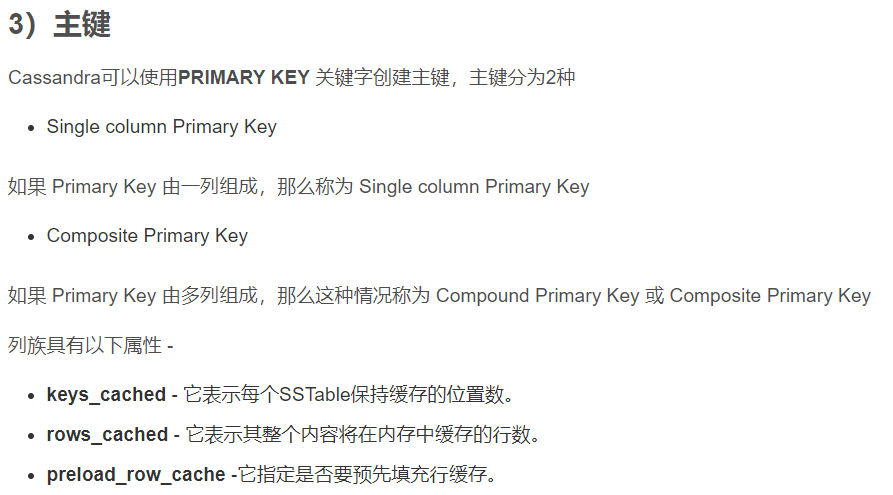 3）主键
Cassandra可以使用PRIMARY KEY 关键字创建主键，主键分为2种
• Single column Primary Key
如果 Primary Key 由一列组成，那么称为 Single column Primary Key
• Composite Primary Key
如果 Primary Key 由多列组成，那么这种情况称为 Compound Primary Key 或 Composite Primary Key
列族具有以下属性 -
• keys_cached - 它表示每个SSTable保持缓存的位置数。
• rows_cached - 它表示其整个内容将在内存中缓存的行数。
• preload_row_cache -它指定是否要预先填充行缓存。